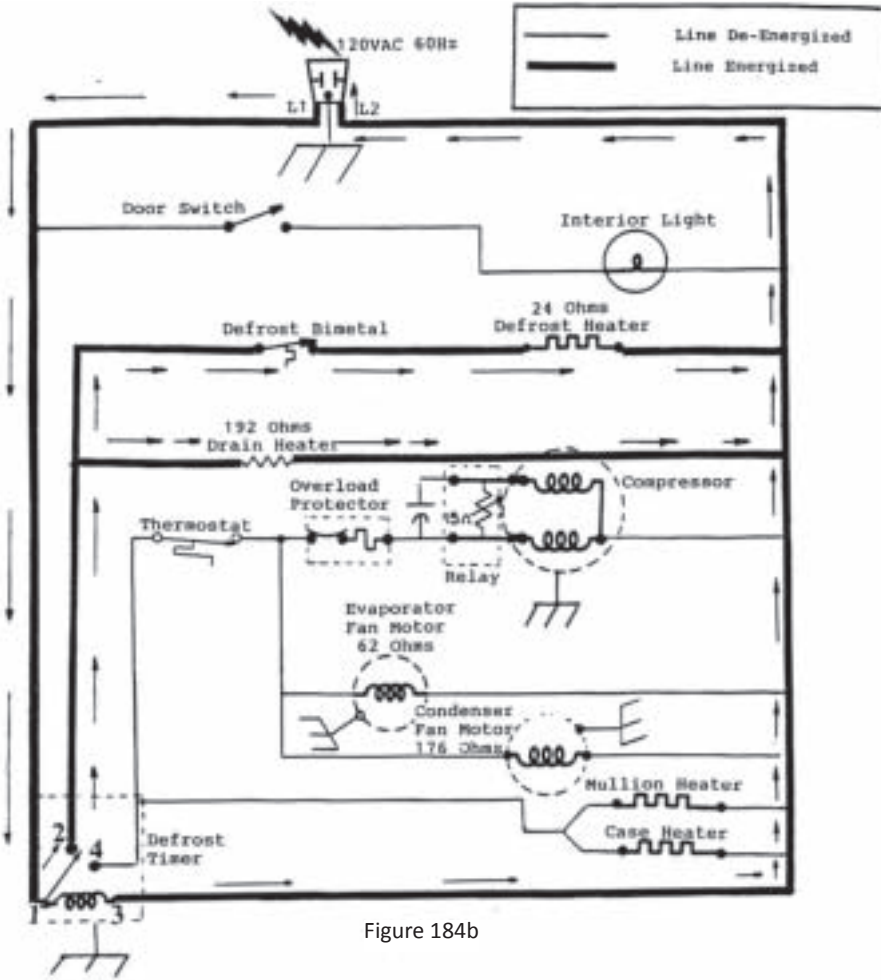 120VAC 60Hz
Line De-Energized
Line Energized
L1 L2
Door Switch
Interior Light
24 Ohms
Defrost Heater
Defrost Bimetal
192 Ohms
Drain Heater
Overload
Protector
Compressor
Thermostat
Relay
Evaporator
Fan Motor
62 Ohms
Condenser
Fan Motor
176 Ohms
Mullion Heater
Case Heater
2
4
Defrost
Timer
1 3
Figure 184b